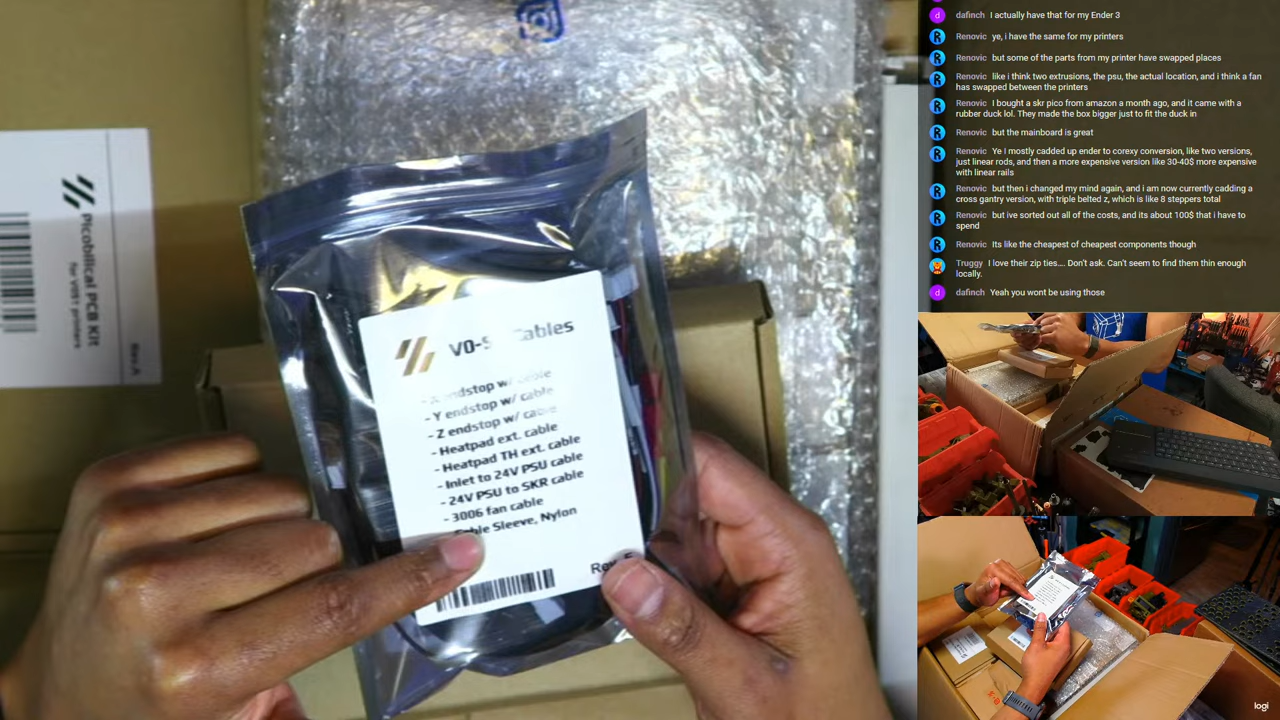 Picobilical PCB Kit
for V0.1 printers
Rev.A
Cables
- Y endstop w/ cable
- Z endstop w/ cable
- Heatpad ext. cable
- Heatpad TH ext. cable
- Inlet to 24V PSU cable
- 24V PSU to SKR cable
- 3006 fan cable
Sleeve, Nylon
d dafinch I actually have that for my Ender 3
Renovic ye, i have the same for my printers
Renovic but some of the parts from my printer have swapped places
Renovic like i think two extrusions, the psu, the actual location, and i think a fan
has swapped between the printers
Renovic I bought a skr pico from amazon a month ago, and it came with a
rubber duck lol. They made the box bigger just to fit the duck in
Renovic but the mainboard is great
Renovic Ye I mostly cadded up ender to corexy conversion, like two versions,
just linear rods, and then a more expensive version like 30-40$ more expensive
with linear rails
Renovic but then i changed my mind again, and i am now currently cadding a
cross gantry version, with triple belted z, which is like 8 steppers total
Renovic but ive sorted out all of the costs, and its about 100$ that i have to
spend
Renovic Its like the cheapest of cheapest components though
Truggy I love their zip ties.... Don't ask. Can't seem to find them thin enough
locally.
d dafinch Yeah you wont be using those
logi